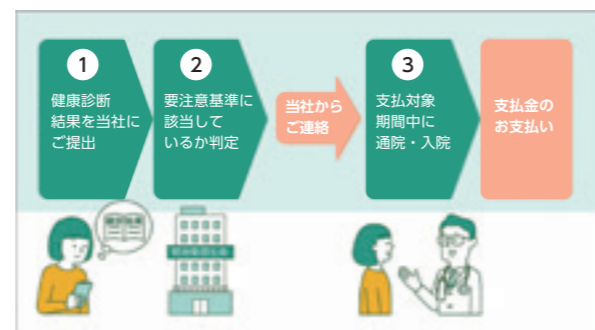 1
健康診断
結果を当社に
ご提出
2
要注意基準に
該当して
いるか判定
当社から
ご連絡
3
支払対象
期間中に
通院・入院
支払金の
お支払い